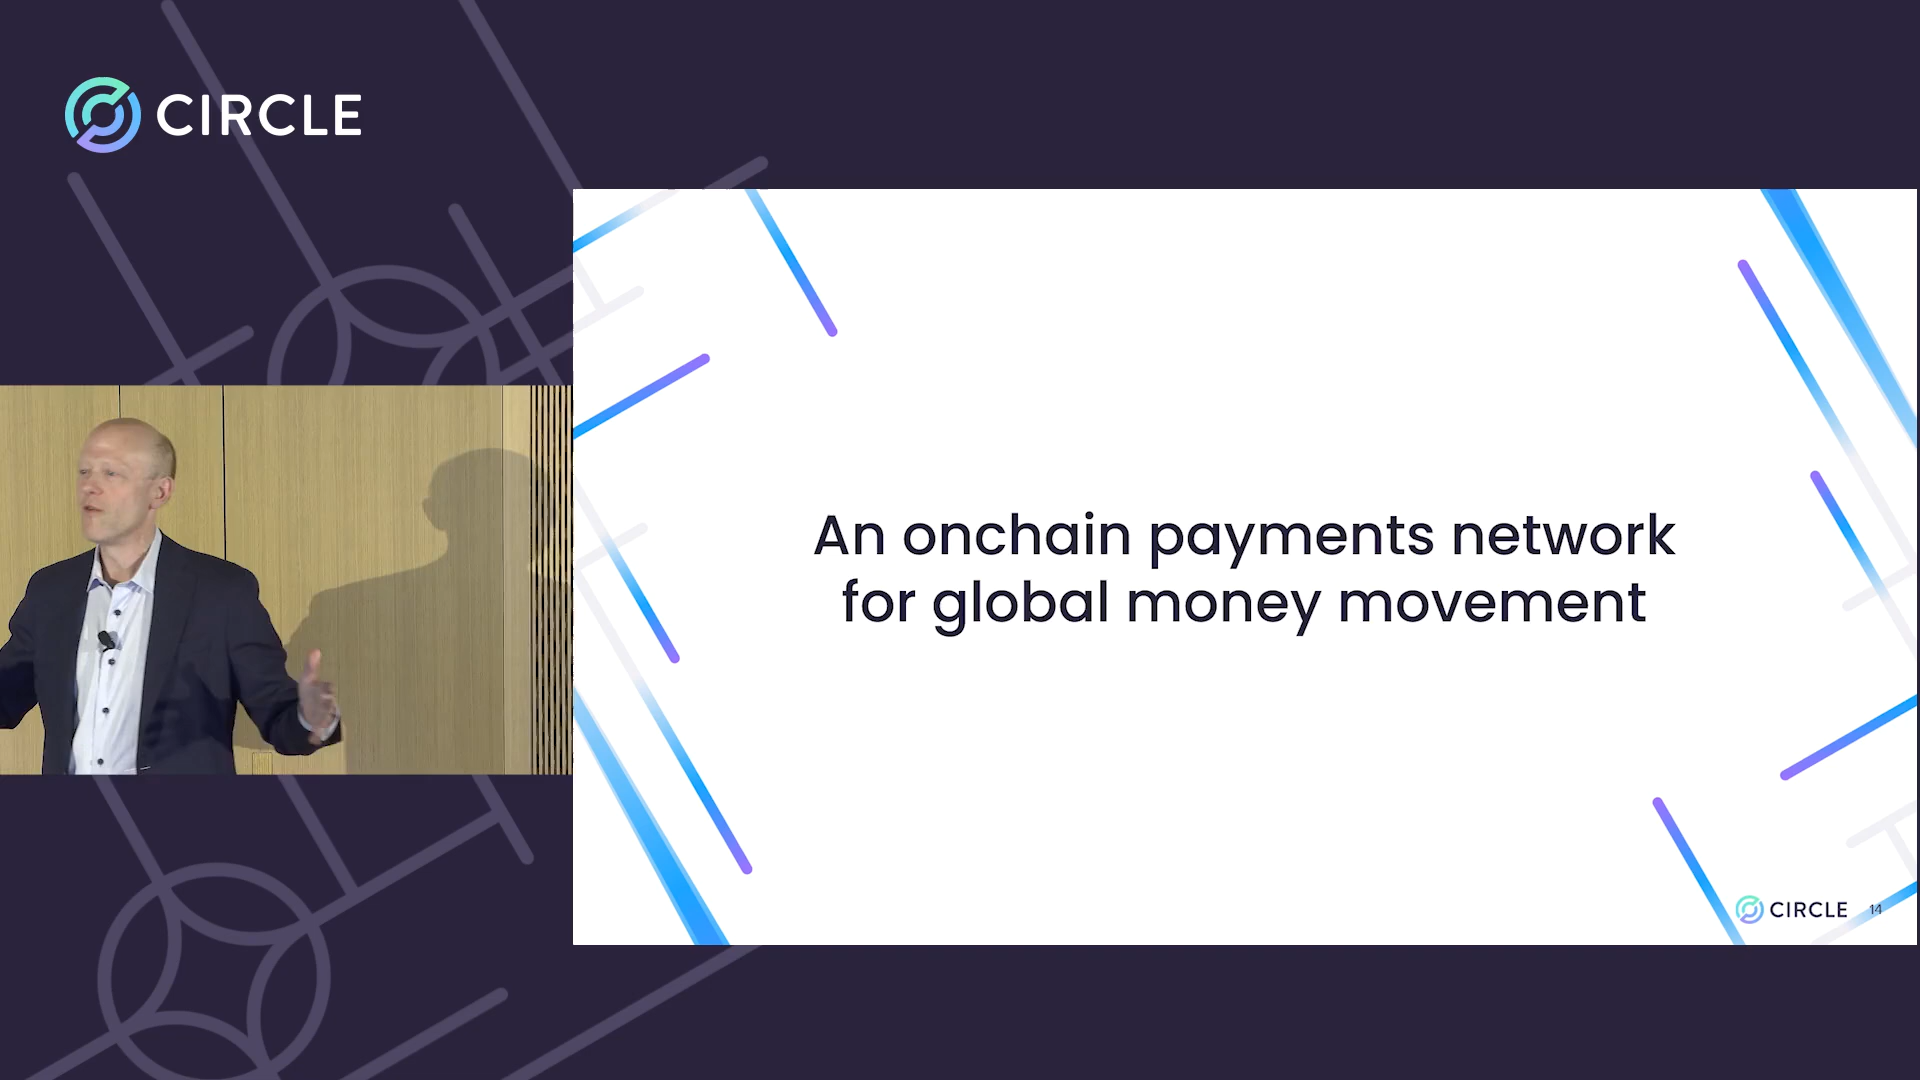 CIRCLE
An onchain payments network
for global money movement
CIRCLE 14